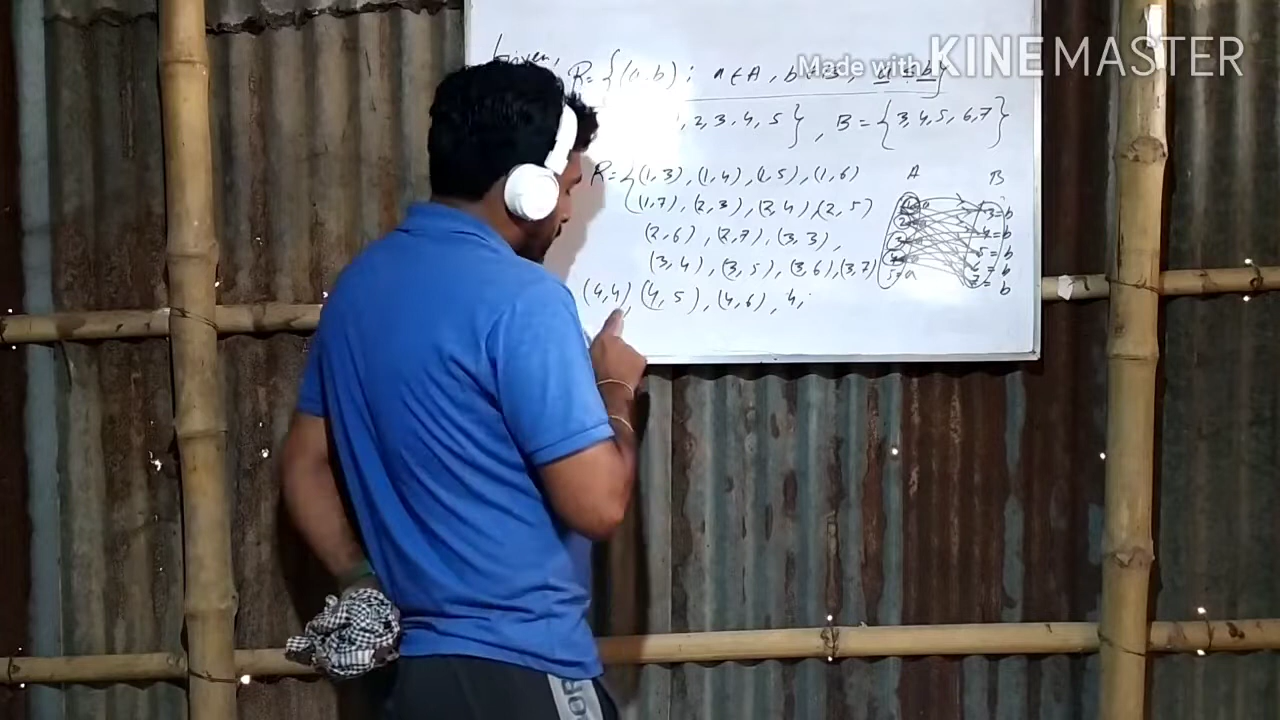 Given,
Made with KINEMASTER
R = {(a.b) : a ∈ A, b ∈ B, a ≤ b}
1, 2, 3, 4, 5} , B = {3, 4, 5, 6, 7}
R = {(1, 3), (1, 4), (1, 5), (1, 6)
(1, 7), (2, 3), (2, 4), (2, 5)
(2, 6), (2, 7), (3, 3),
(3, 4), (3, 5), (3, 6), (3, 7)
(4, 4), (4, 5), (4, 6), 4,
A B
3 = b
4 = b
5 = b
6 = b
5 = a 7 = b